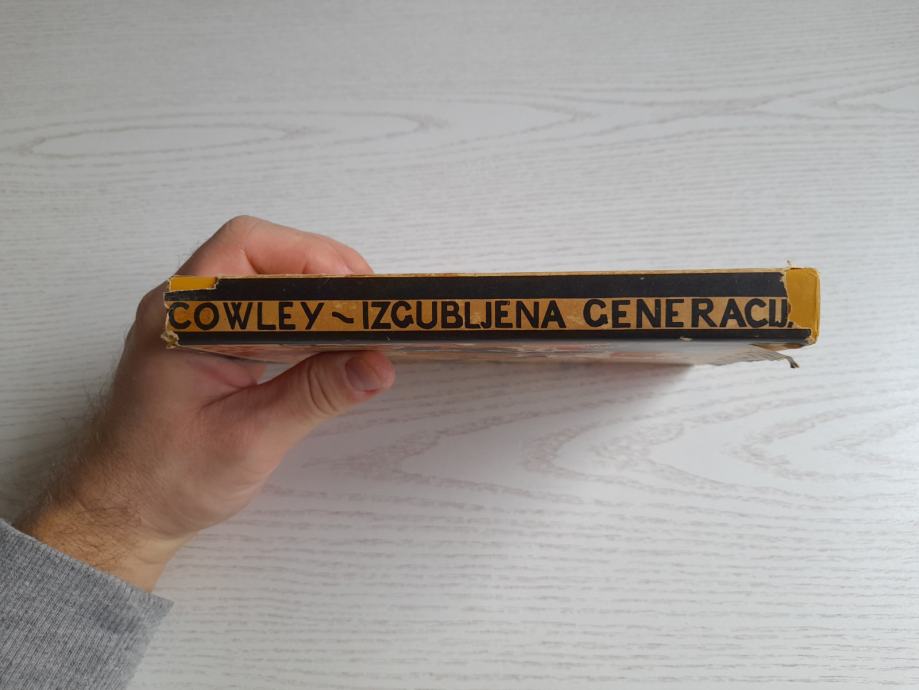 COWLEY ~ IZGUBLJENA GENERACIJ